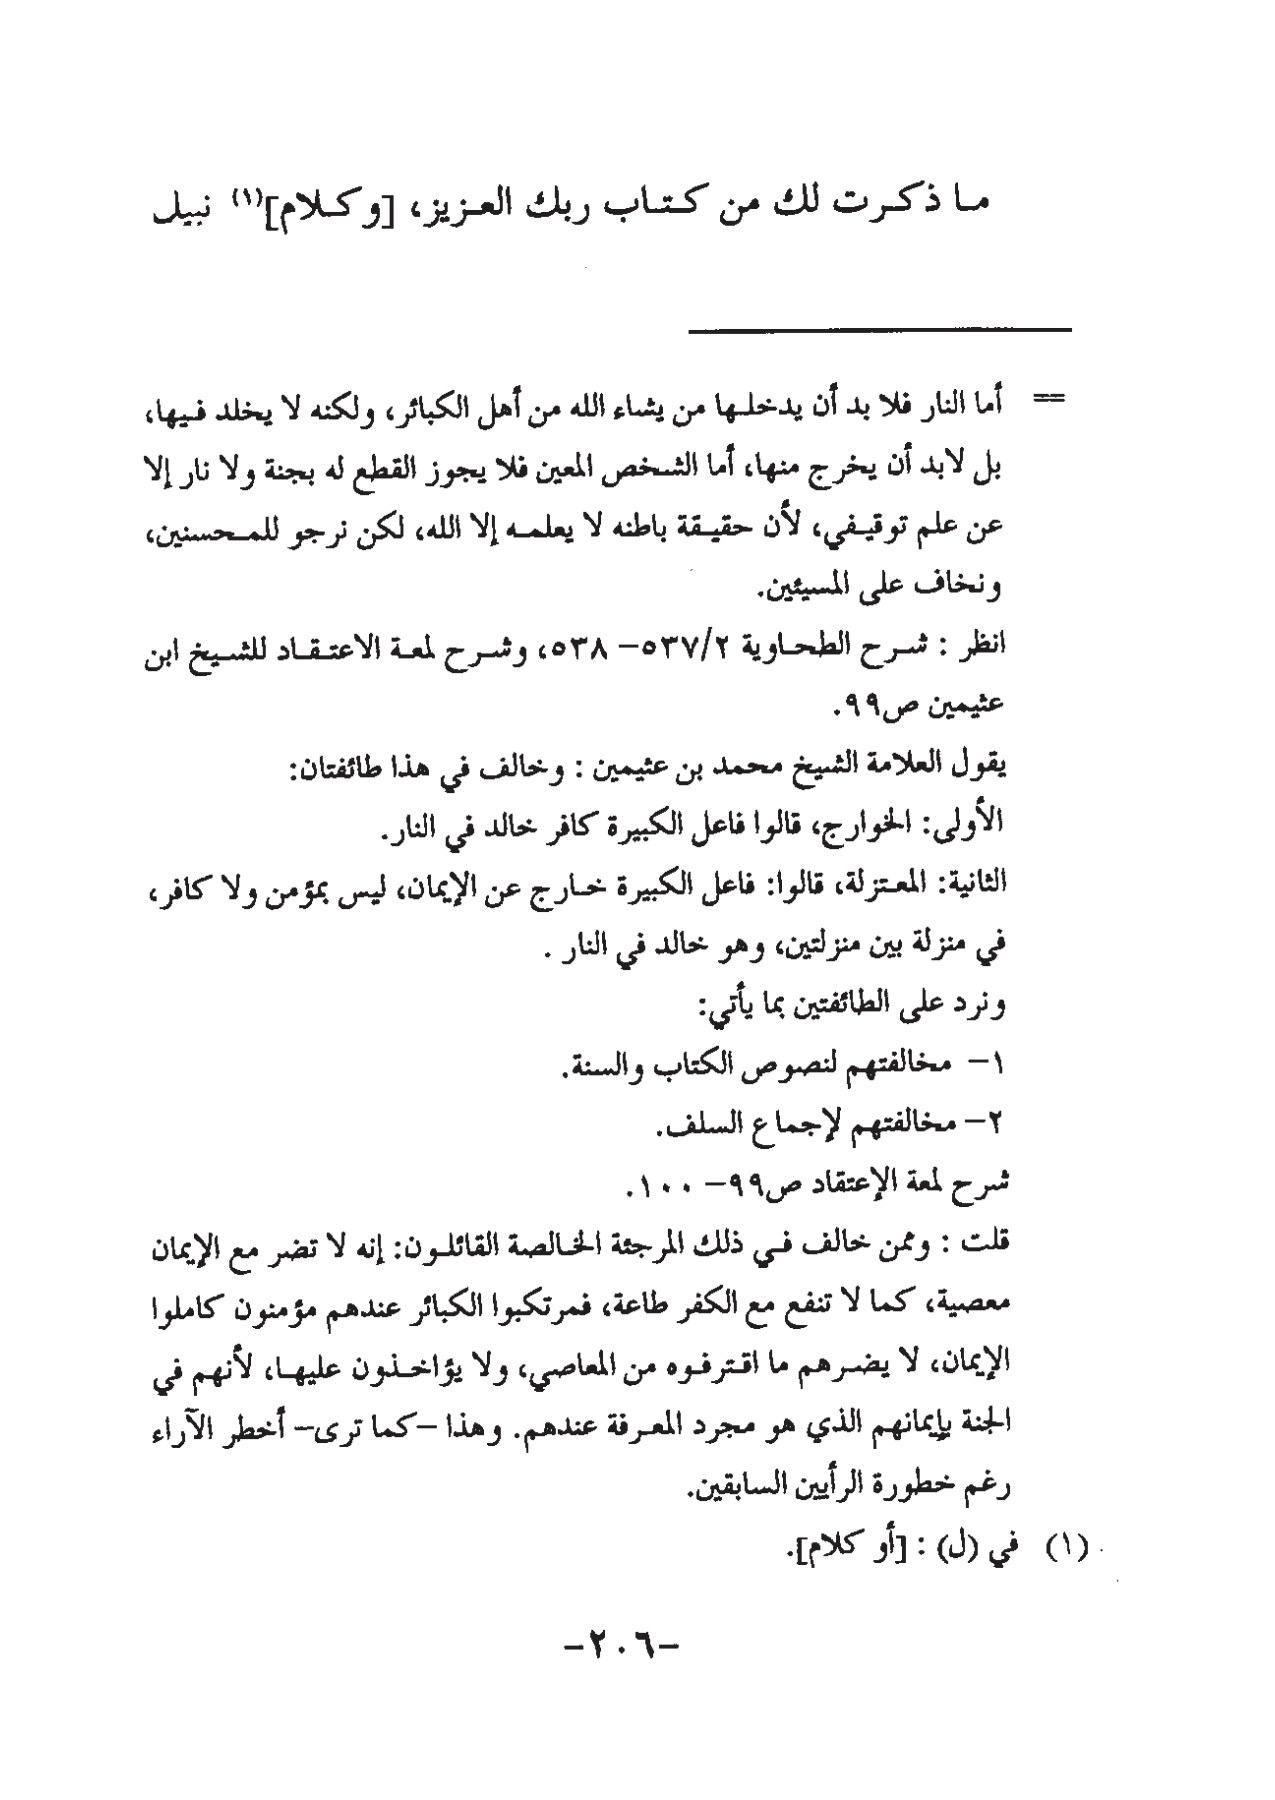 ما ذكرت لك من كتاب ربك العزيز، [وكلام](١) نبيل
== أما النار فلا بد أن يدخلها من يشاء الله من أهل الكبائر، ولكنه لا يخلد فيها،
بل لابد أن يخرج منها، أما الشخص المعين فلا يجوز القطع له بجنة ولا نار إلا
عن علم توقيفي، لأن حقيقة باطنه لا يعلمه إلا الله، لكن نرجو للمحسنين،
ونخاف على المسيئين.
انظر : شرح الطحاوية ٥٣٧/٢– ٥٣٨، وشرح لمعة الاعتقاد للشيخ ابن
عثيمين ص٩٩.
يقول العلامة الشيخ محمد بن عثيمين : وخالف في هذا طائفتان:
الأولى: الخوارج، قالوا فاعل الكبيرة كافر خالد في النار.
الثانية: المعتزلة، قالوا: فاعل الكبيرة خارج عن الإيمان، ليس بمؤمن ولا كافر،
في منزلة بين منزلتين، وهو خالد في النار .
ونرد على الطائفتين بما يأتي:
١– مخالفتهم لنصوص الكتاب والسنة.
٢– مخالفتهم لإجماع السلف.
شرح لمعة الإعتقاد ص٩٩– ١٠٠.
قلت : وممن خالف في ذلك المرجئة الخالصة القائلون: إنه لا تضر مع الإيمان
معصية، كما لا تنفع مع الكفر طاعة، فمرتكبوا الكبائر عندهم مؤمنون كاملوا
الإيمان، لا يضرهم ما اقترفوه من المعاصي، ولا يؤاخذون عليها، لأنهم في
الجنة بإيمانهم الذي هو مجرد المعرفة عندهم. وهذا –كما ترى– أخطر الآراء
رغم خطورة الرأيين السابقين.
(١) في (ل) : [أو كلام].
–٢٠٦–